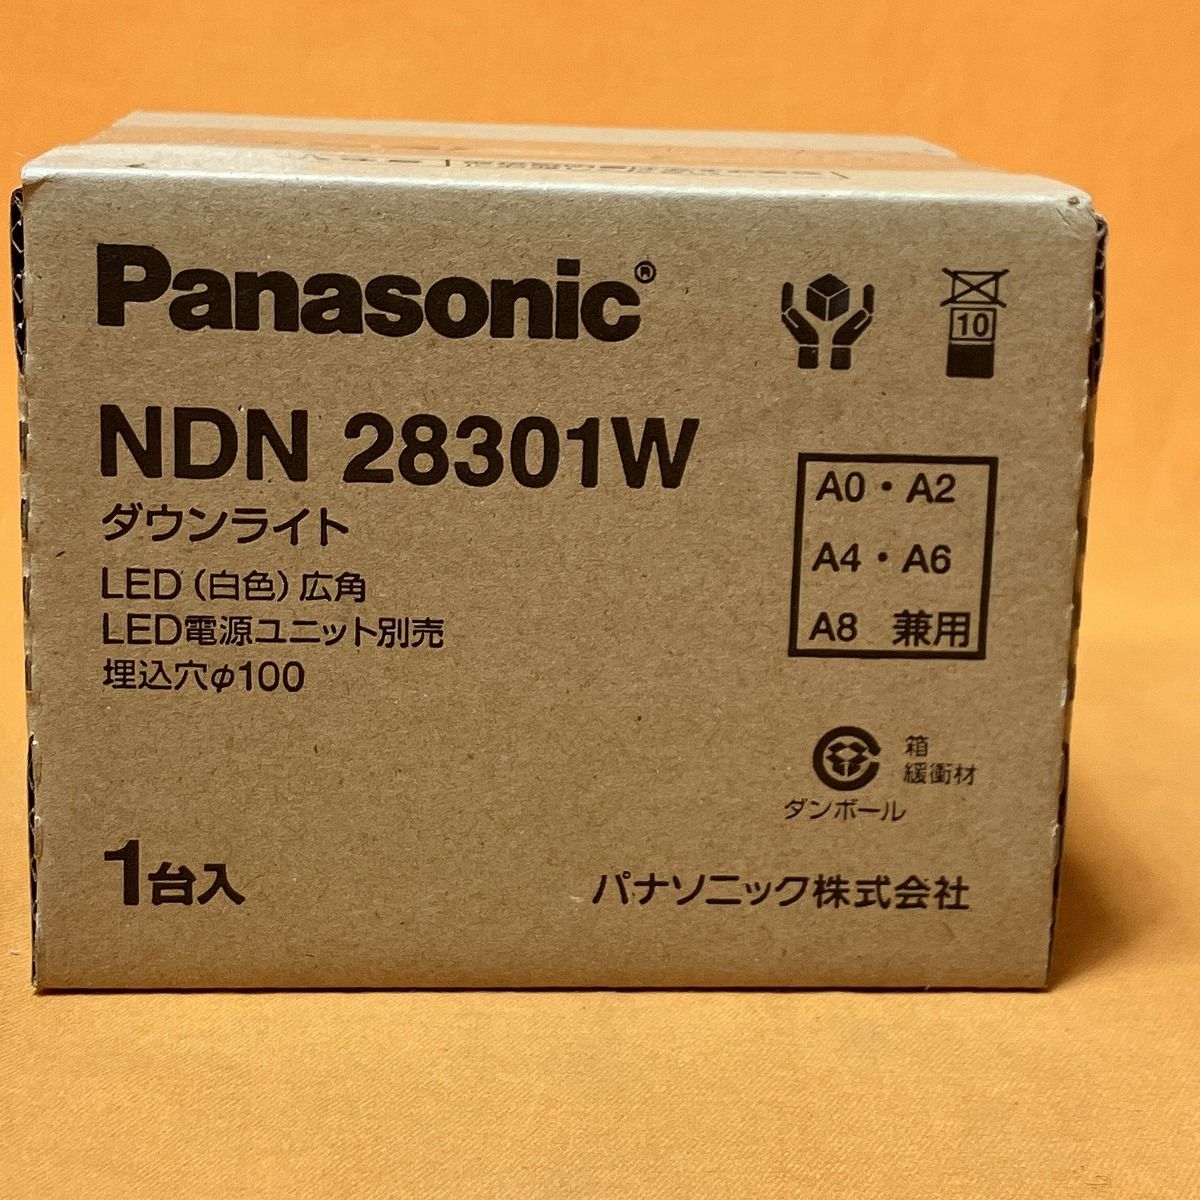 Panasonic®
10
NDN 28301W
ダウンライト
LED（白色）広角
LED電源ユニット別売
埋込穴φ100
A0・A2
A4・A6
A8 兼用
箱
緩衝材
ダンボール
1台入
パナソニック株式会社